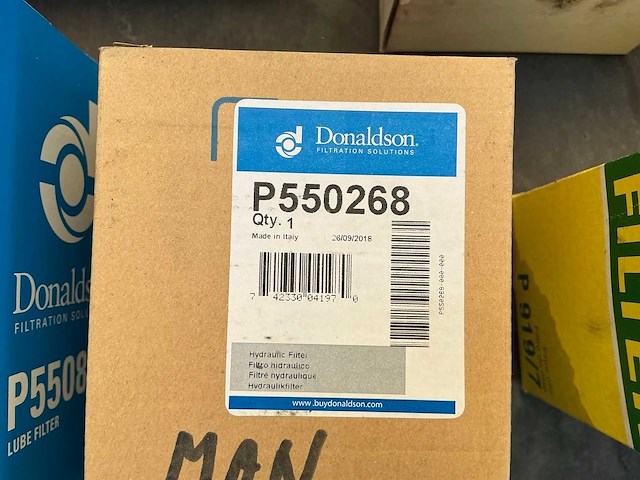 Donaldson.
FILTRATION SOLUTIONS
P550268
Qty. 1
Made in Italy 26/09/2018
7 42330 04197 0
P550268-000-000
Hydraulic Filter
Filtro hidraulico
Filtre hydraulique
Hydraulikfilter
www.buydonaldson.com
MAN
Donalds
FILTRATION SOLU
P5508
LUBE FILTER
P 919/7